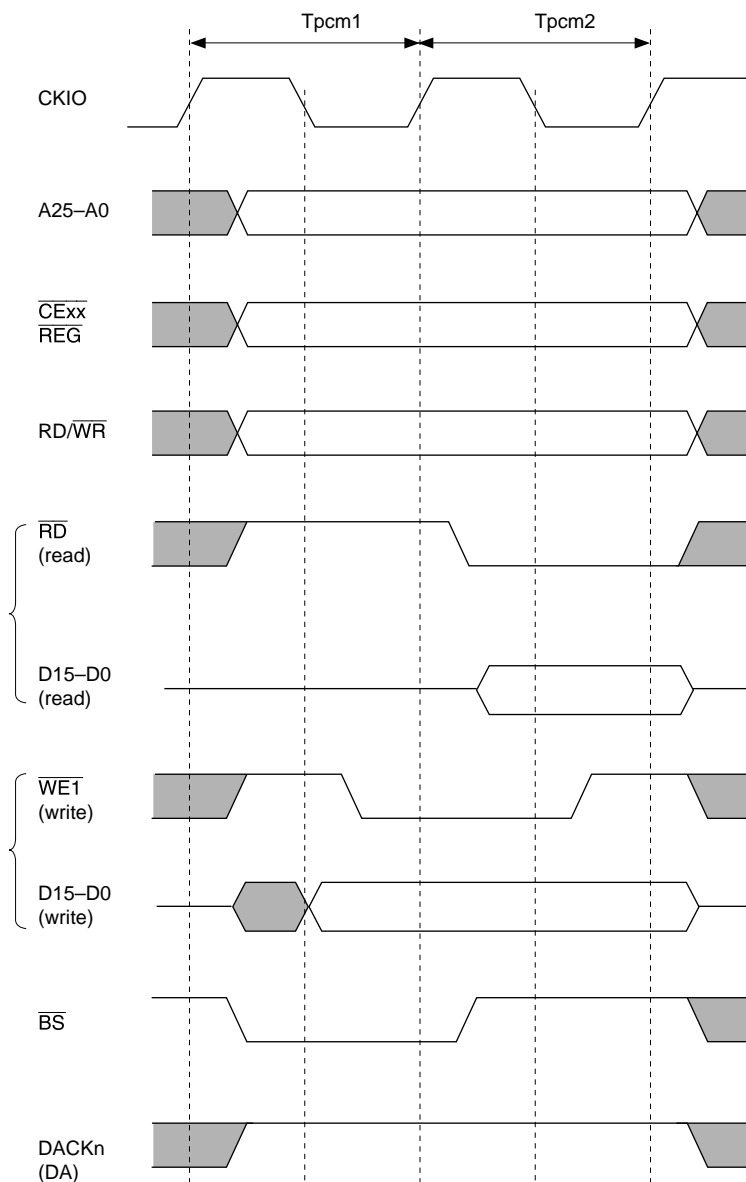 Tpcm1 Tpcm2
CKIO
A25–A0
CExx
REG
RD/WR
RD
(read)
D15–D0
(read)
WE1
(write)
D15–D0
(write)
BS
DACKn
(DA)